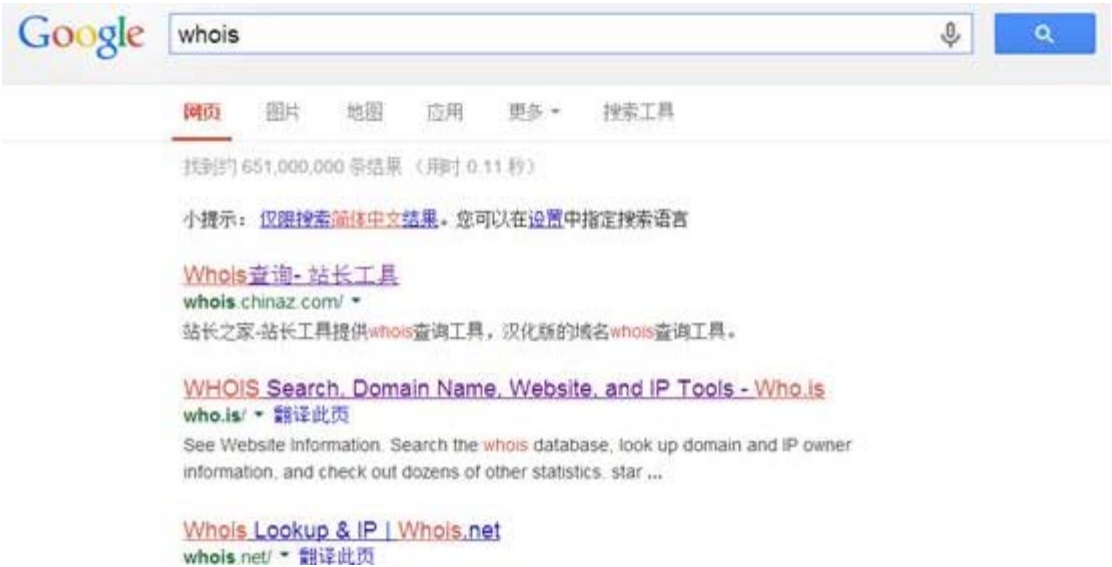 Google whois
网页 图片 地图 应用 更多 搜索工具
找到约 651,000,000 条结果 (用时 0.11 秒)
小提示: 仅限搜索简体中文结果。您可以在设置中指定搜索语言
Whois查询- 站长工具
whois.chinaz.com/
站长之家-站长工具提供whois查询工具,汉化版的域名whois查询工具。
WHOIS Search, Domain Name, Website, and IP Tools - Who.is
who.is/ 翻译此页
See Website Information. Search the whois database, look up domain and IP owner
information, and check out dozens of other statistics. star ...
Whois Lookup & IP | Whois.net
whois.net/ 翻译此页